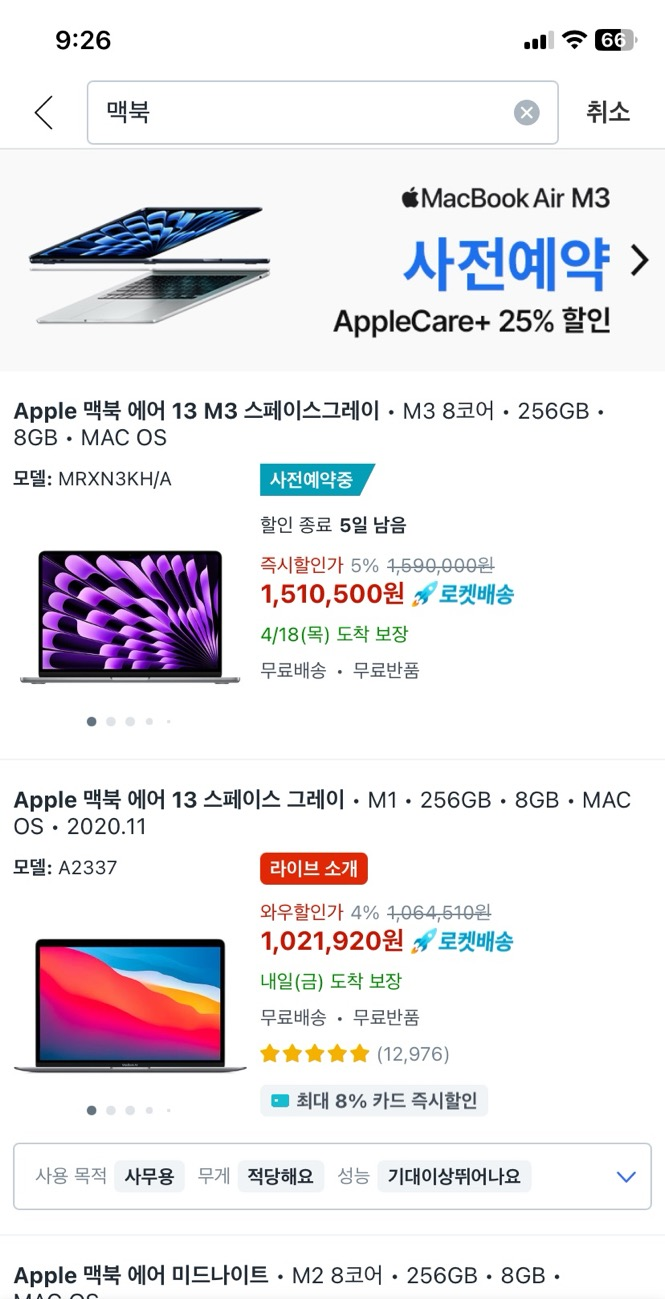 9:26
66
맥북
취소
MacBook Air M3
사전예약
AppleCare+ 25% 할인
Apple 맥북 에어 13 M3 스페이스그레이 • M3 8코어 • 256GB •
8GB • MAC OS
모델: MRXN3KH/A
사전예약중
할인 종료 5일 남음
즉시할인가 5% 1,590,000원
1,510,500원 로켓배송
4/18(목) 도착 보장
무료배송 • 무료반품
Apple 맥북 에어 13 스페이스 그레이 • M1 • 256GB • 8GB • MAC
OS • 2020.11
모델: A2337
라이브 소개
와우할인가 4% 1,064,510원
1,021,920원 로켓배송
내일(금) 도착 보장
무료배송 • 무료반품
(12,976)
최대 8% 카드 즉시할인
사용 목적 사무용 무게 적당해요 성능 기대이상뛰어나요
Apple 맥북 에어 미드나이트 • M2 8코어 • 256GB • 8GB •
MAC OS